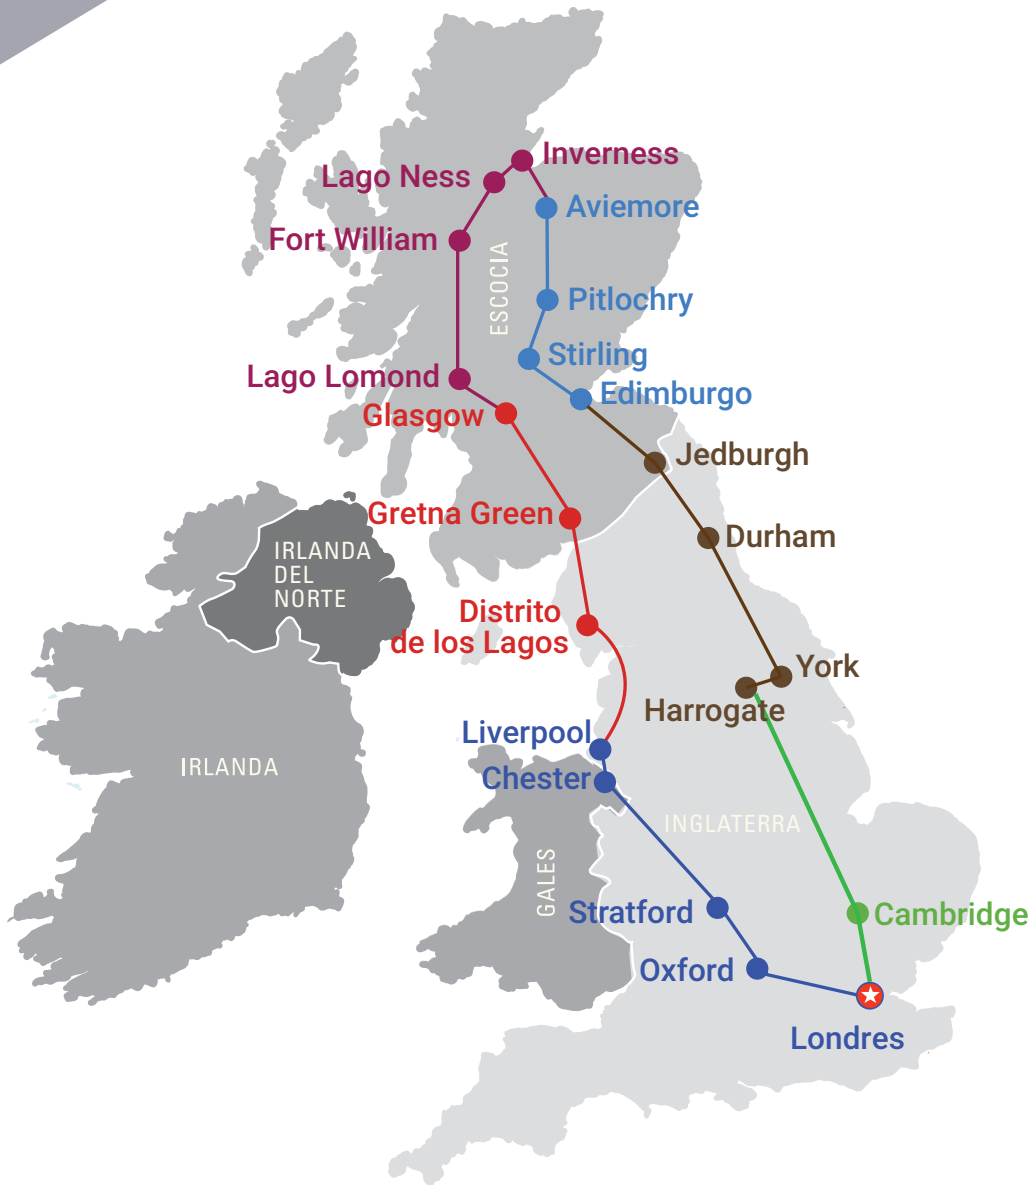 Inverness
Lago Ness
Aviemore
Fort William
ESCOCIA
Pitlochry
Stirling
Lago Lomond
Edimburgo
Glasgow
Jedburgh
Gretna Green
Durham
IRLANDA
DEL
NORTE
Distrito
de los Lagos
York
Harrogate
Liverpool
IRLANDA
Chester
INGLATERRA
GALES
Stratford
Cambridge
Oxford
Londres